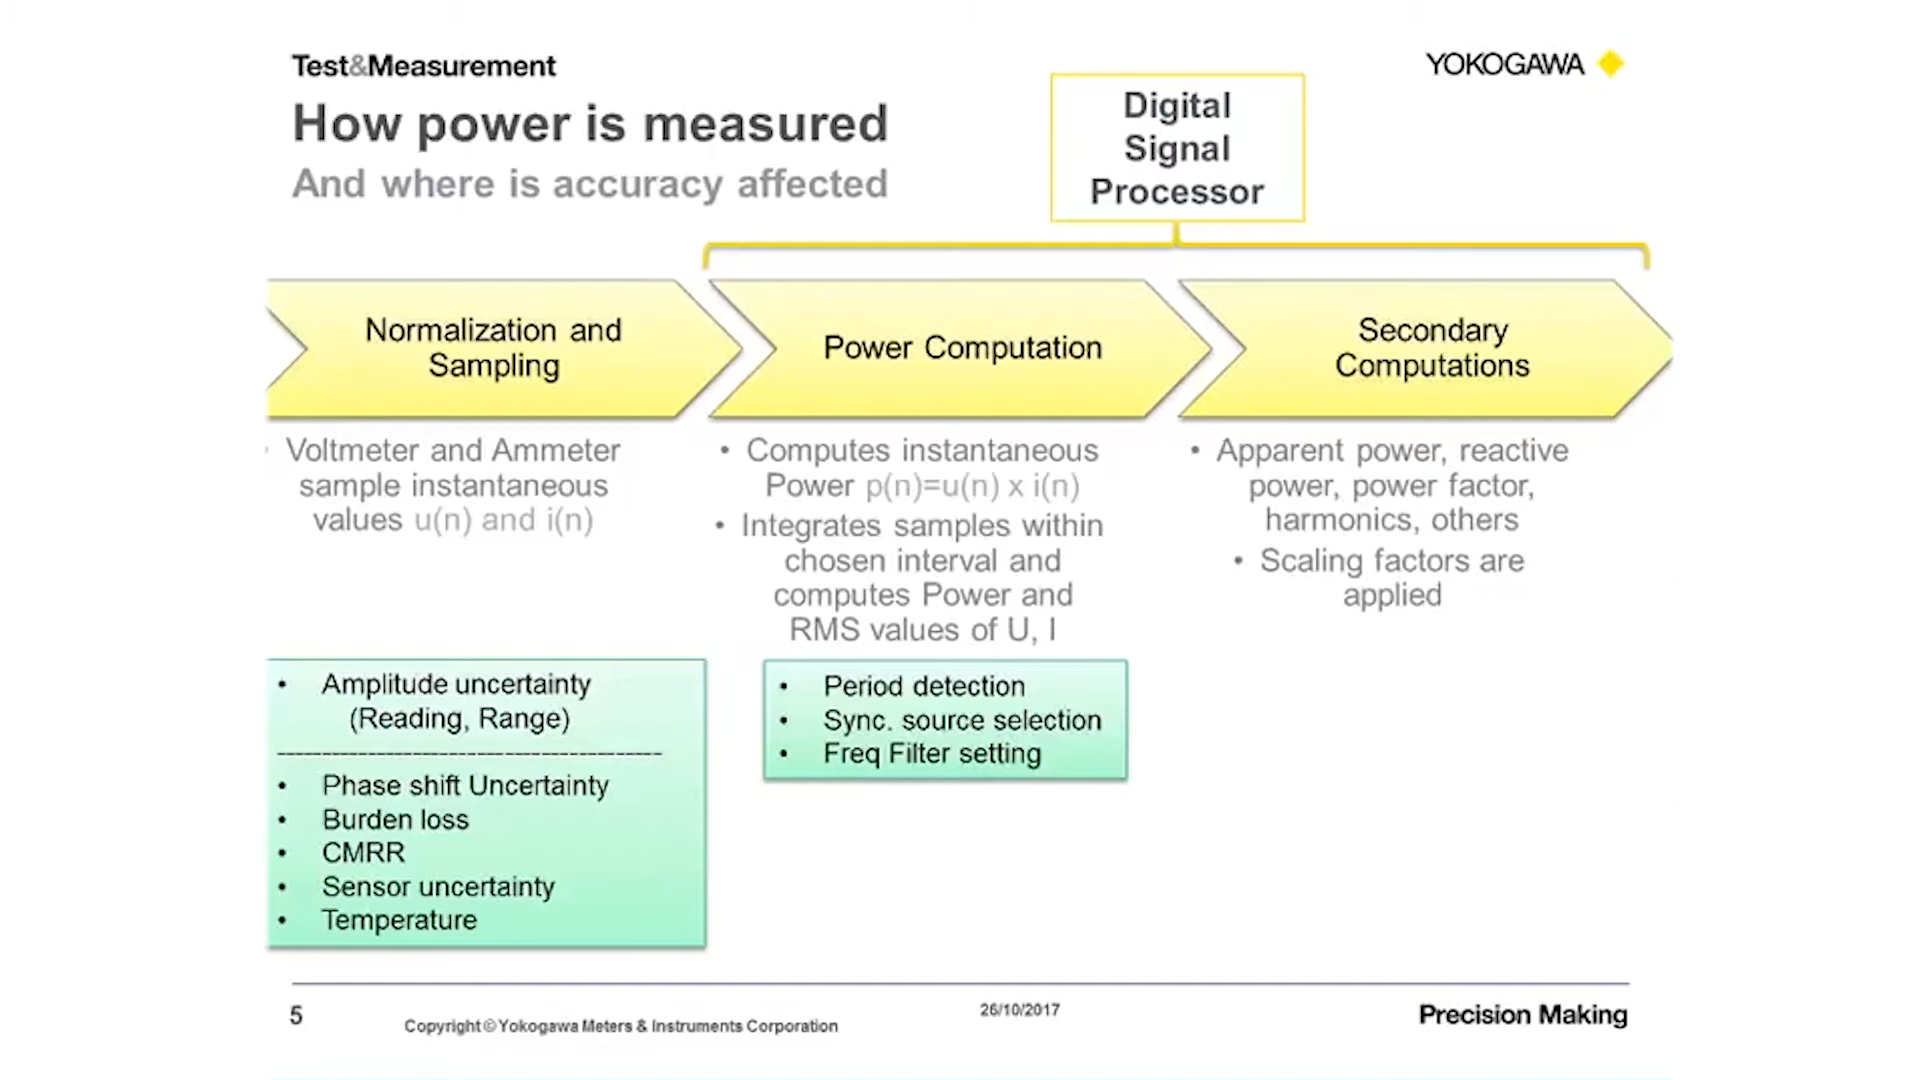 Test&Measurement
YOKOGAWA
How power is measured
And where is accuracy affected
Digital
Signal
Processor
Normalization and
Sampling
Power Computation
Secondary
Computations
Voltmeter and Ammeter
sample instantaneous
values u(n) and i(n)
• Computes instantaneous
Power p(n)=u(n) x i(n)
• Integrates samples within
chosen interval and
computes Power and
RMS values of U, I
• Apparent power, reactive
power, power factor,
harmonics, others
• Scaling factors are
applied
• Amplitude uncertainty
(Reading, Range)
• Phase shift Uncertainty
• Burden loss
• CMRR
• Sensor uncertainty
• Temperature
• Period detection
• Sync. source selection
• Freq Filter setting
5
Copyright © Yokogawa Meters & Instruments Corporation
26/10/2017
Precision Making